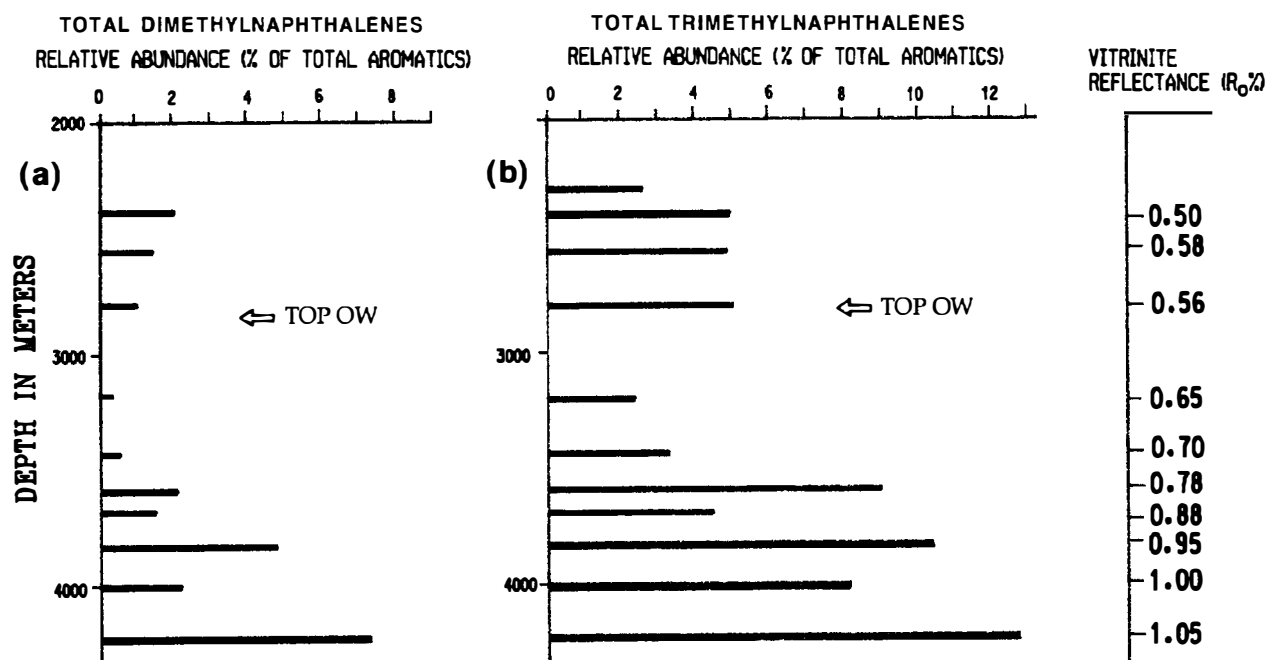 TOTAL DIMETHYLNAPHTHALENES
RELATIVE ABUNDANCE (% OF TOTAL AROMATICS)
0 2 4 6 8
2000
(a)
TOP OW
3000
4000
DEPTH IN METERS
TOTAL TRIMETHYLNAPHTHALENES
RELATIVE ABUNDANCE (% OF TOTAL AROMATICS)
0 2 4 6 8 10 12
(b)
TOP OW
3000
4000
VITRINITE
REFLECTANCE (R₀%)
0.50
0.58
0.56
0.65
0.70
0.78
0.88
0.95
1.00
1.05